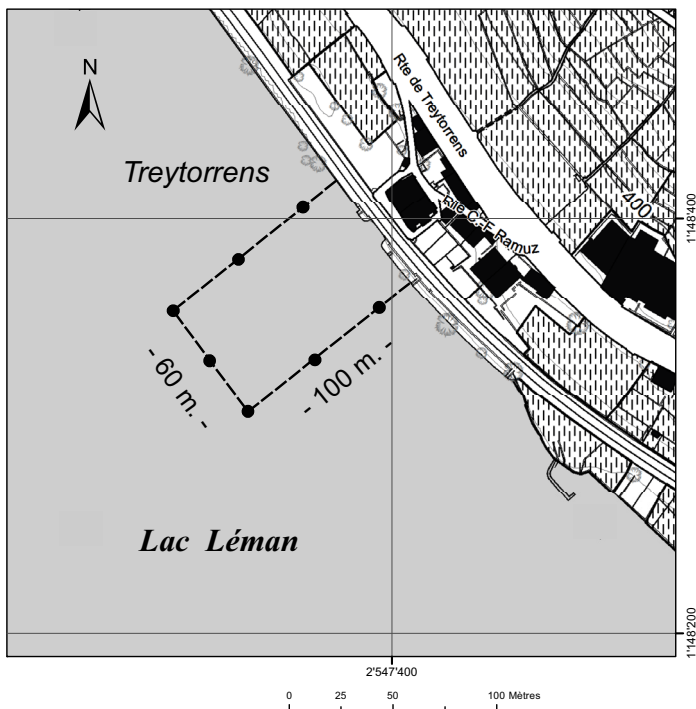 N
Treytorrens
Rte de Treytorrens
Rue C.-F. Ramuz
400
1'148'400
- 60 m. -
- 100 m. -
Lac Léman
1'148'200
2'547'400
0 25 50 100 Mètres